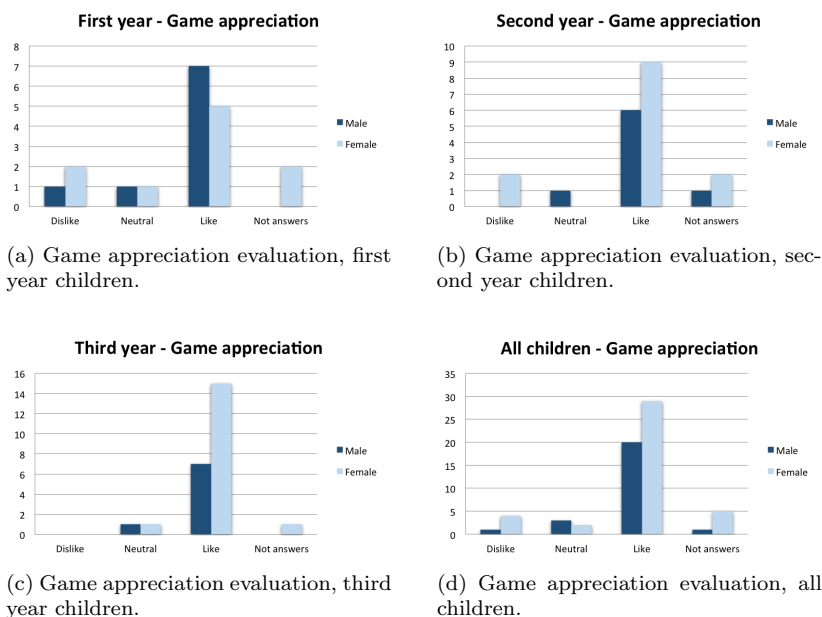 First year - Game appreciation
8
7
6
5
4
3
2
1
0
Dislike
Neutral
Like
Not answers
Male
Female
(a) Game appreciation evaluation, first
year children.
Second year - Game appreciation
10
9
8
7
6
5
4
3
2
1
0
Dislike
Neutral
Like
Not answers
Male
Female
(b) Game appreciation evaluation, sec-
ond year children.
Third year - Game appreciation
16
14
12
10
8
6
4
2
0
Dislike
Neutral
Like
Not answers
Male
Female
(c) Game appreciation evaluation, third
year children.
All children - Game appreciation
35
30
25
20
15
10
5
0
Dislike
Neutral
Like
Not answers
Male
Female
(d) Game appreciation evaluation, all
children.